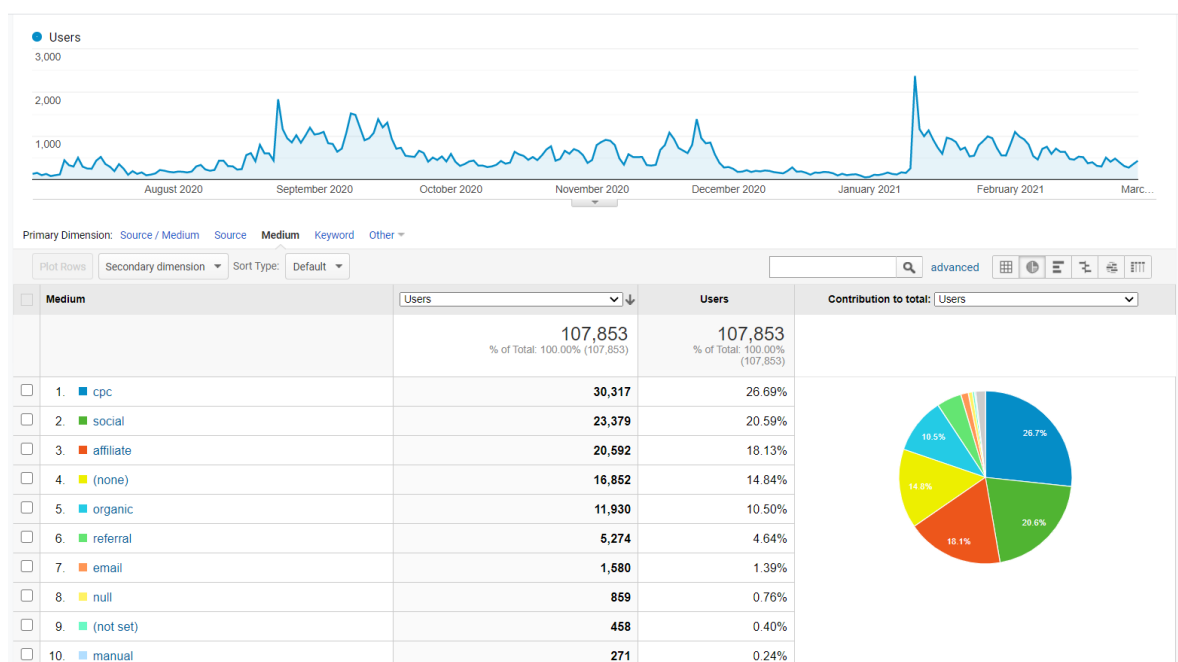 Users
3,000
2,000
1,000
August 2020 September 2020 October 2020 November 2020 December 2020 January 2021 February 2021 Marc...
Primary Dimension: Source / Medium Source Medium Keyword Other
Plot Rows Secondary dimension Sort Type: Default advanced
Medium Users Users Contribution to total: Users
107,853 107,853
% of Total: 100.00% (107,853) % of Total: 100.00%
(107,853)
1. cpc 30,317 26.69%
2. social 23,379 20.59%
3. affiliate 20,592 18.13%
4. (none) 16,852 14.84%
5. organic 11,930 10.50%
6. referral 5,274 4.64%
7. email 1,580 1.39%
8. null 859 0.76%
9. (not set) 458 0.40%
10. manual 271 0.24%
26.7%
10.5%
14.8%
20.6%
18.1%